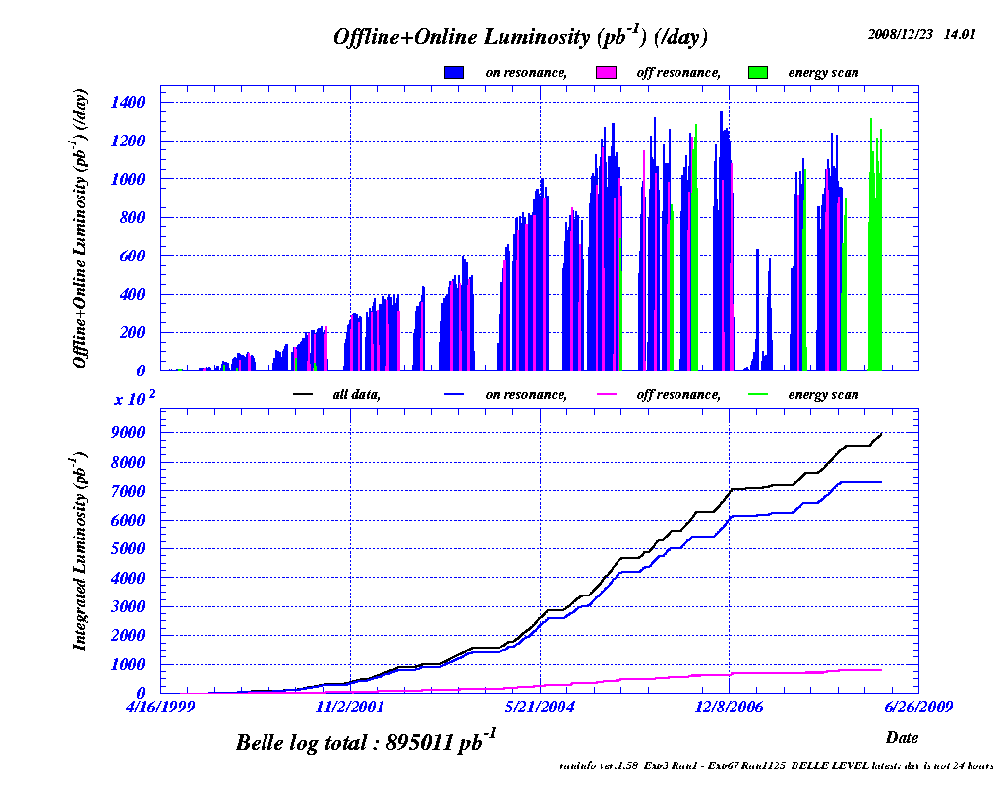 Offline+Online Luminosity (pb-1) (/day)
2008/12/23 14.01
on resonance, off resonance, energy scan
Offline+Online Luminosity (pb-1) (/day)
1400
1200
1000
800
600
400
200
0
x 10 2
all data, on resonance, off resonance, energy scan
Integrated Luminosity (pb-1)
9000
8000
7000
6000
5000
4000
3000
2000
1000
0
4/16/1999 11/2/2001 5/21/2004 12/8/2006 6/26/2009
Date
Belle log total : 895011 pb-1
runinfo ver.1.58 Exp3 Run1 - Exp67 Run1125 BELLE LEVEL latest: day is not 24 hours